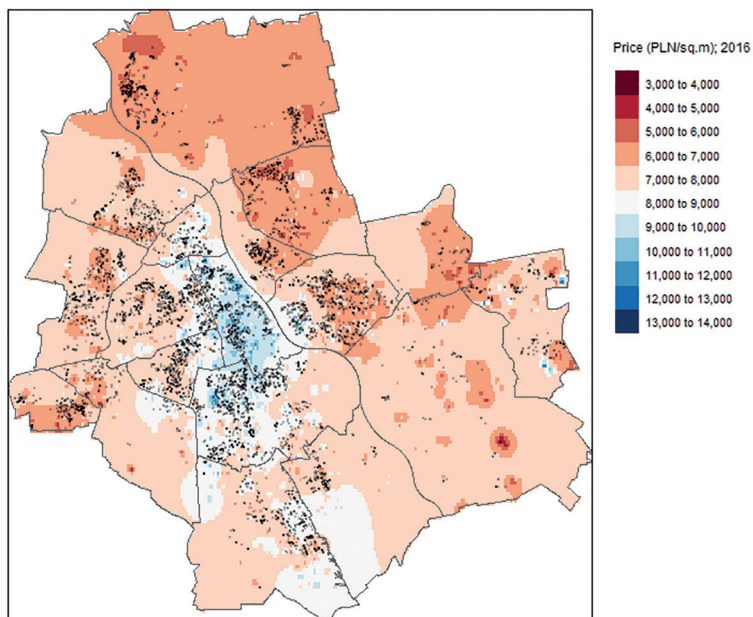 Price (PLN/sq.m); 2016
3,000 to 4,000
4,000 to 5,000
5,000 to 6,000
6,000 to 7,000
7,000 to 8,000
8,000 to 9,000
9,000 to 10,000
10,000 to 11,000
11,000 to 12,000
12,000 to 13,000
13,000 to 14,000